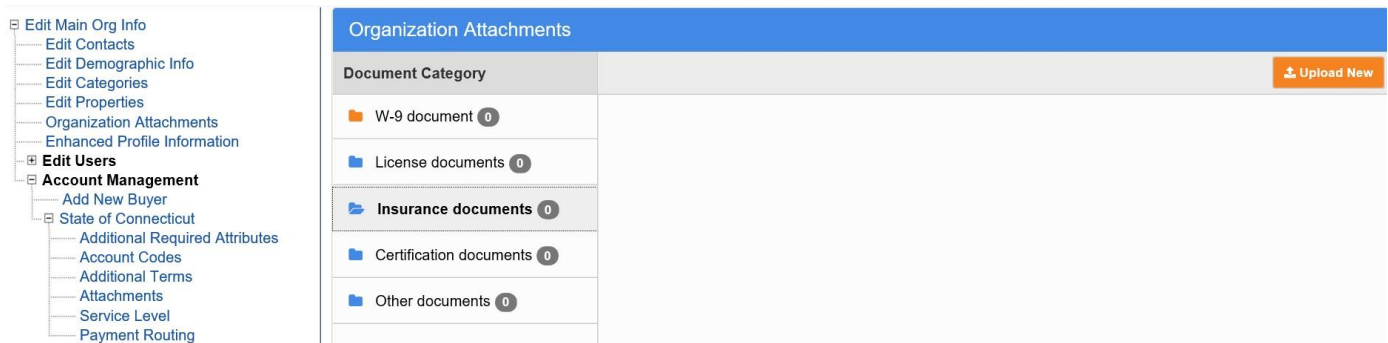 Edit Main Org Info
Edit Contacts
Edit Demographic Info
Edit Categories
Edit Properties
Organization Attachments
Enhanced Profile Information
Edit Users
Account Management
Add New Buyer
State of Connecticut
Additional Required Attributes
Account Codes
Additional Terms
Attachments
Service Level
Payment Routing
Organization Attachments
Document Category
Upload New
W-9 document 0
License documents 0
Insurance documents 0
Certification documents 0
Other documents 0